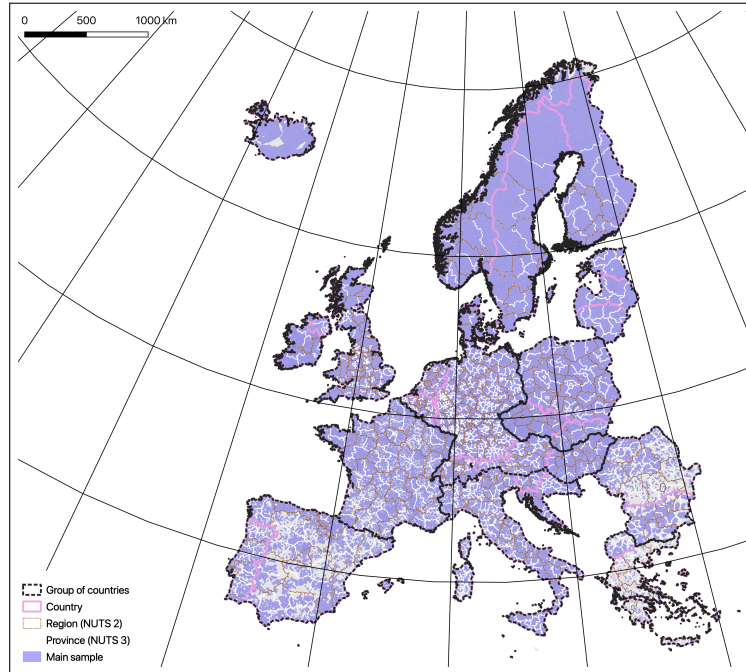 0 500 1000 km
Group of countries
Country
Region (NUTS 2)
Province (NUTS 3)
Main sample